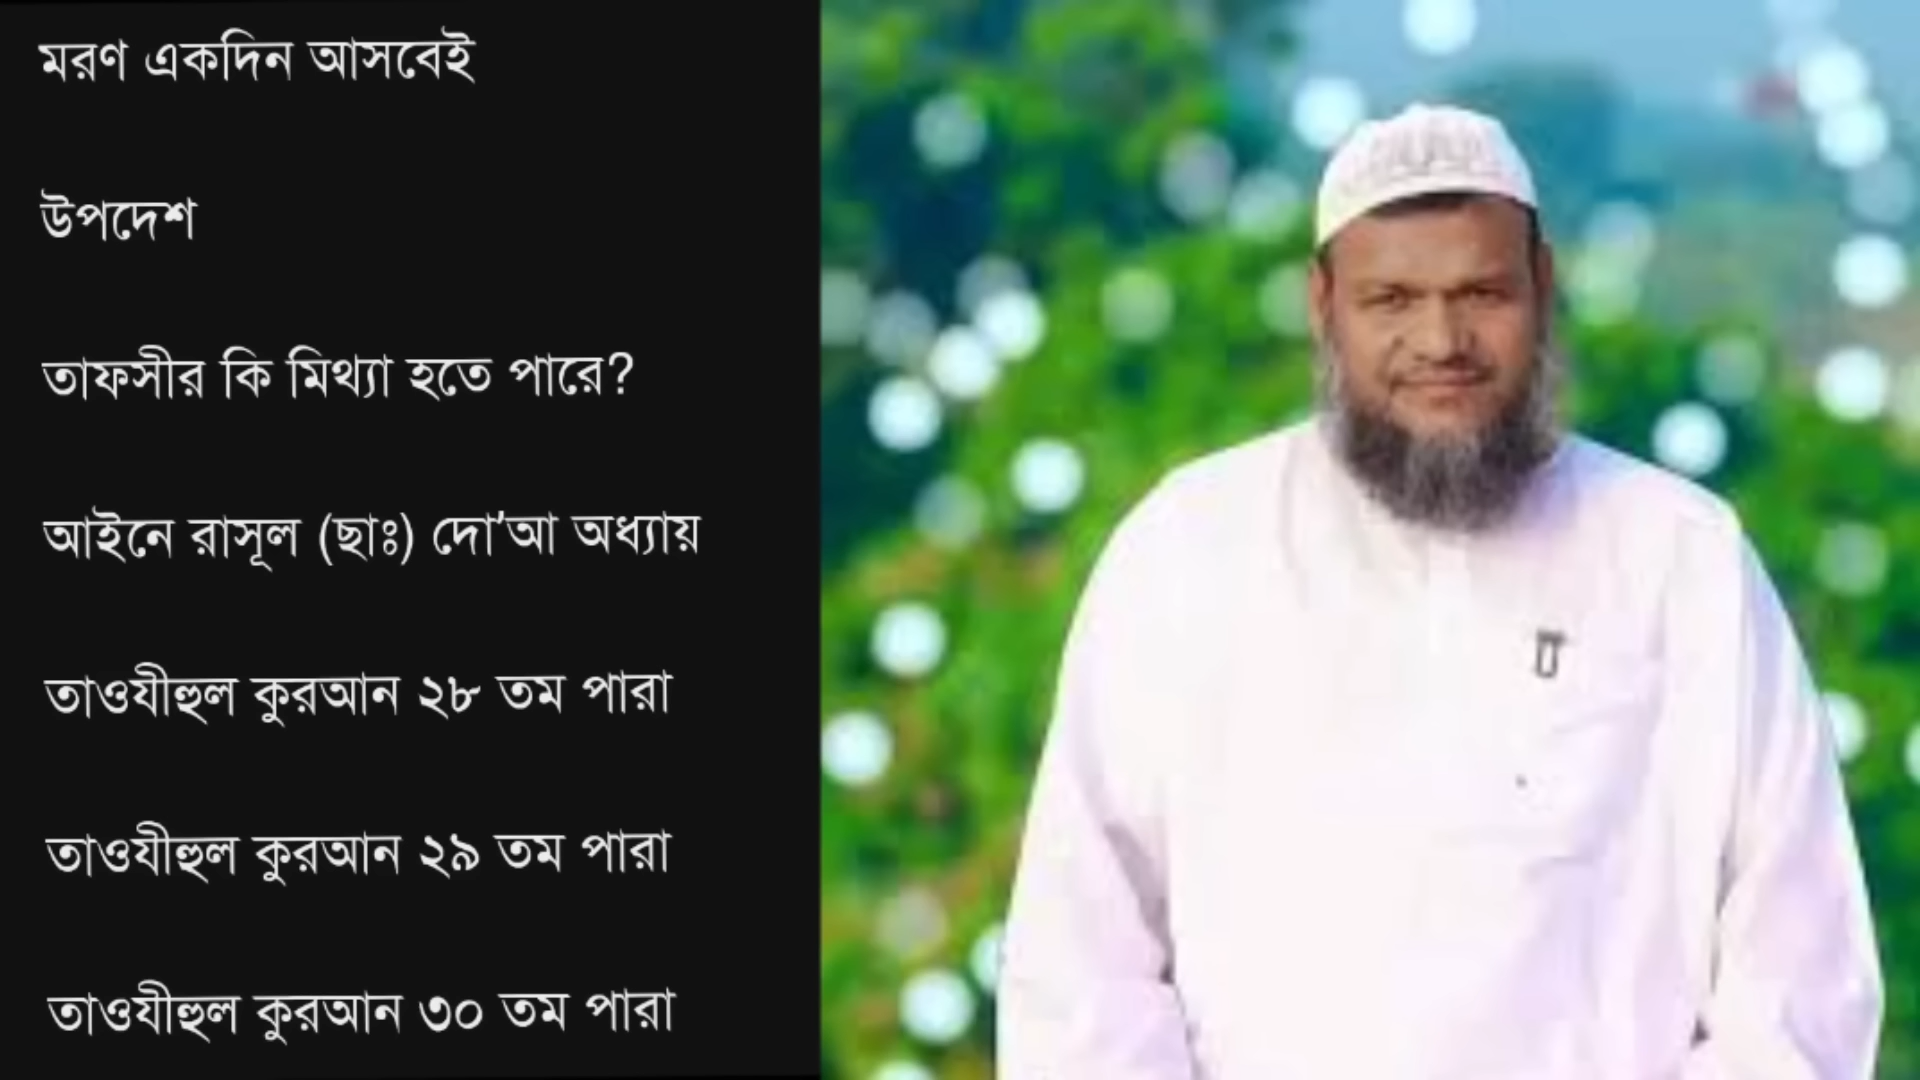 মরণ একদিন আসবেই
উপদেশ
তাফসীর কি মিথ্যা হতে পারে?
আইনে রাসূল (ছাঃ) দো'আ অধ্যায়
তাওযীহুল কুরআন ২৮ তম পারা
তাওযীহুল কুরআন ২৯ তম পারা
তাওযীহুল কুরআন ৩০ তম পারা